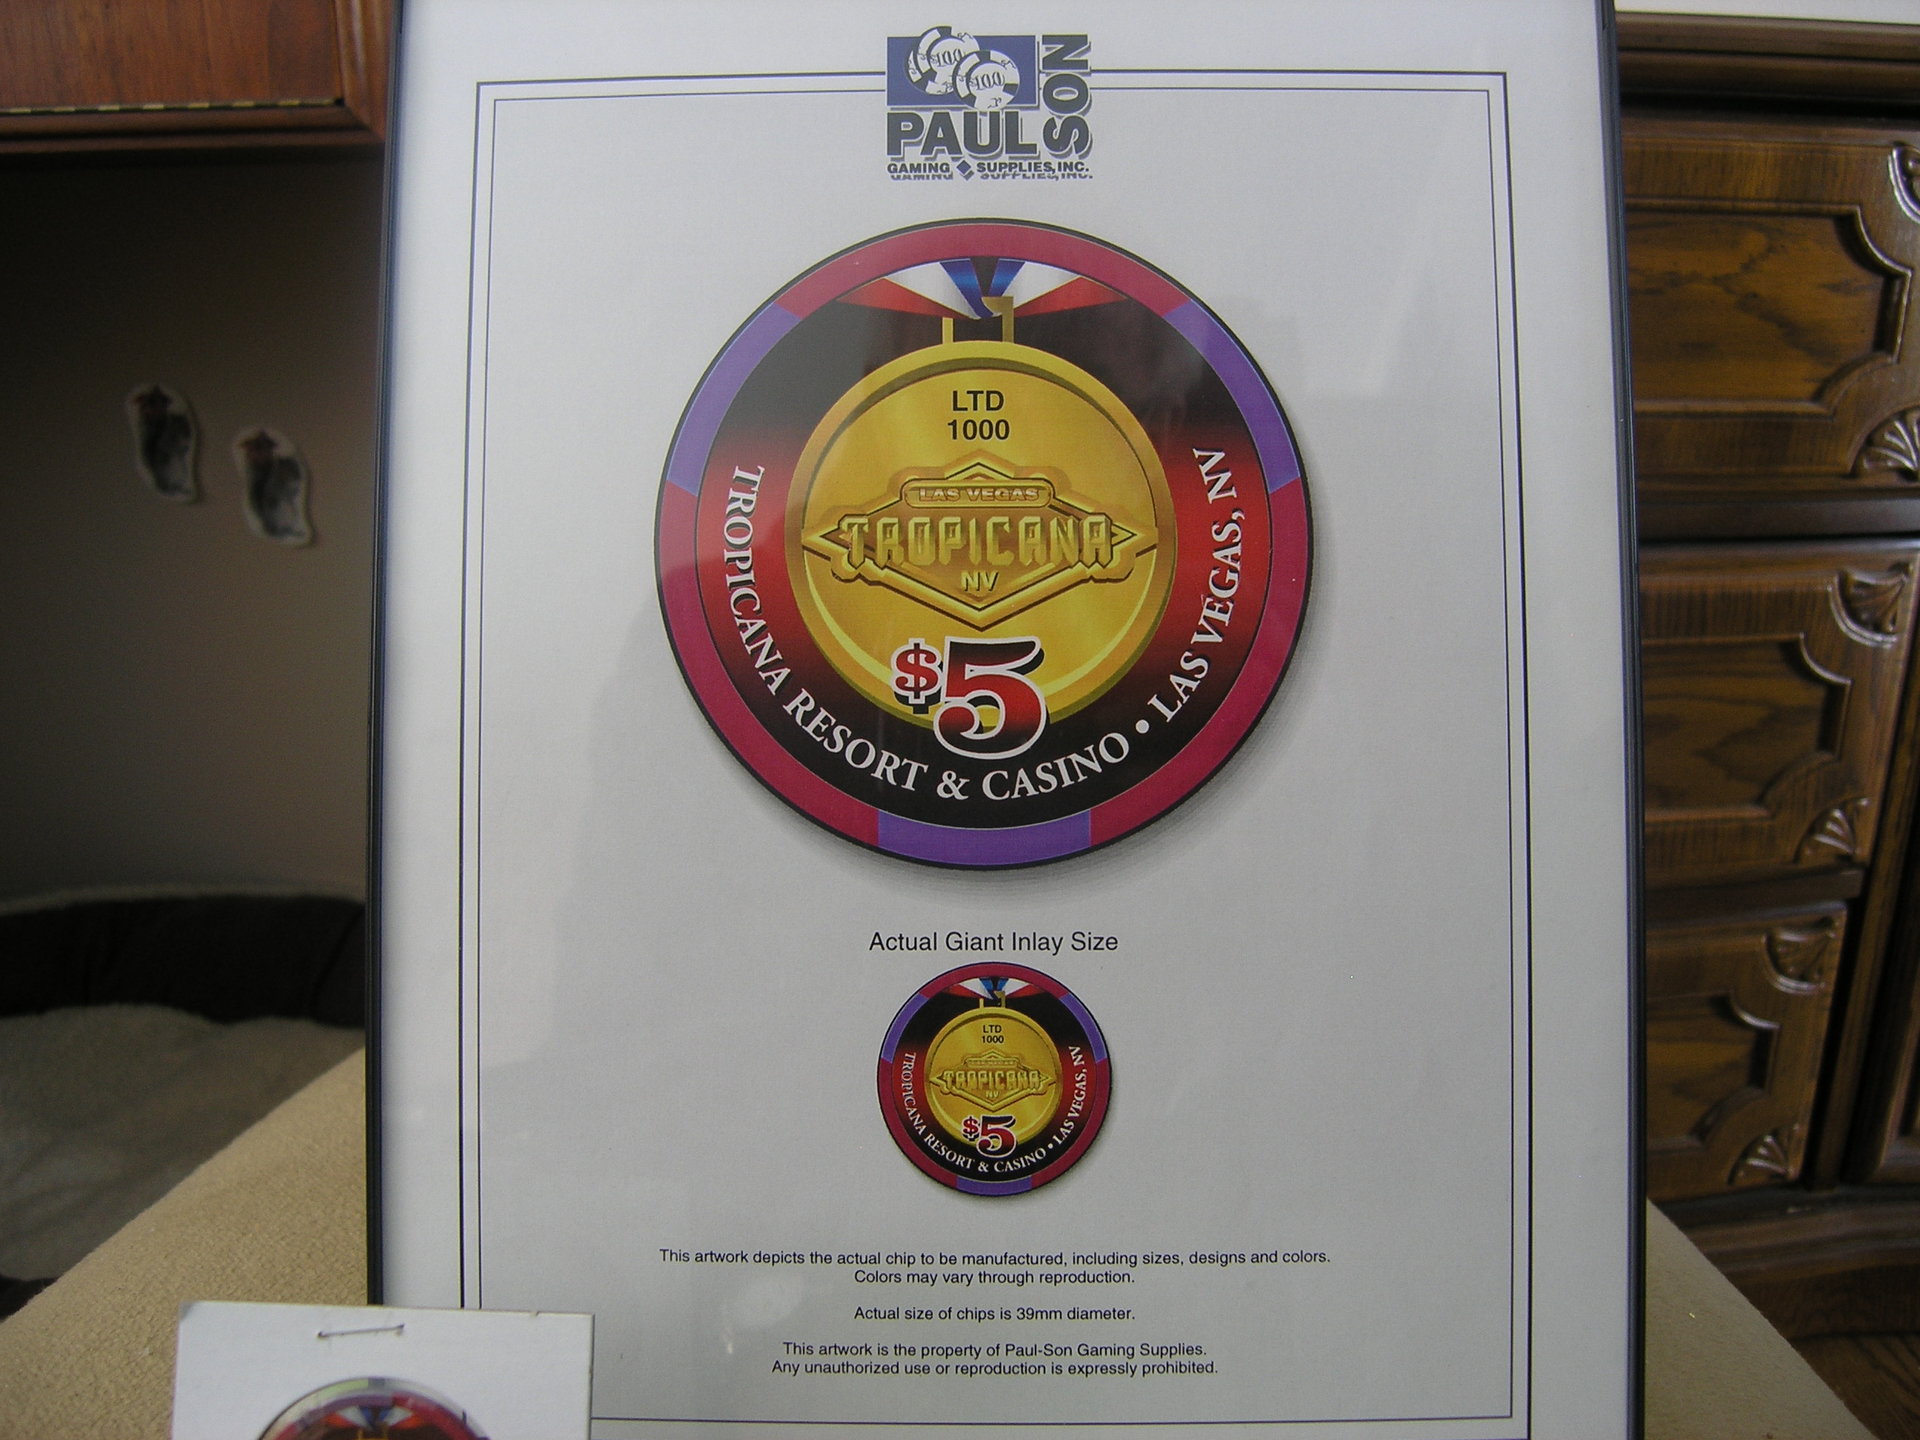 $100
$100
PAUL SON
GAMING SUPPLIES, INC.
LTD
1000
LAS VEGAS
TROPICANA
NV
$5
TROPICANA RESORT & CASINO • LAS VEGAS, NV
Actual Giant Inlay Size
LTD
1000
TROPICANA
NV
$5
TROPICANA RESORT & CASINO • LAS VEGAS, NV
This artwork depicts the actual chip to be manufactured, including sizes, designs and colors.
Colors may vary through reproduction.
Actual size of chips is 39mm diameter.
This artwork is the property of Paul-Son Gaming Supplies.
Any unauthorized use or reproduction is expressly prohibited.